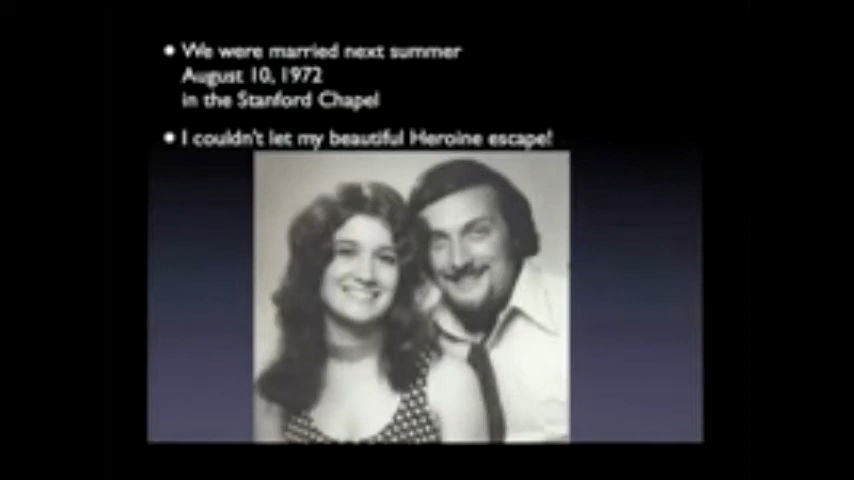 • We were married next summer
August 10, 1972
in the Stanford Chapel
• I couldn't let my beautiful Heroine escape!